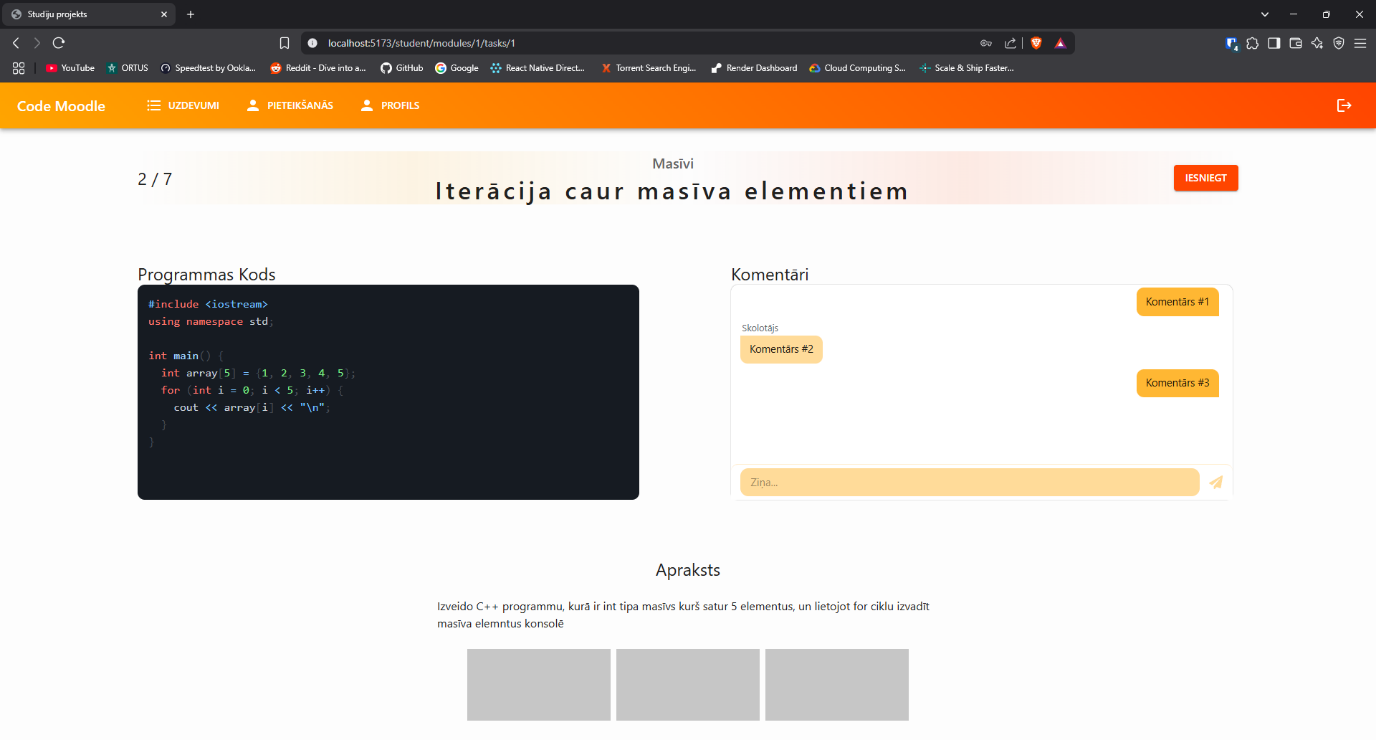 Studiju projekts
localhost:5173/student/modules/1/tasks/1
4
YouTube ORTUS Speedtest by Ookla... Reddit - Dive into a... GitHub Google React Native Direct... Torrent Search Engi... Render Dashboard Cloud Computing S... Scale & Ship Faster...
Code Moodle UZDEVUMI PIETEIKŠANĀS PROFILS
Masīvi
2 / 7
Iterācija caur masīva elementiem
IESNIEGT
Programmas Kods
#include <iostream>
using namespace std;
int main() {
int array[5] = {1, 2, 3, 4, 5};
for (int i = 0; i < 5; i++) {
cout << array[i] << "\n";
}
}
Komentāri
Komentārs #1
Skolotājs
Komentārs #2
Komentārs #3
Ziņa...
Apraksts
Izveido C++ programmu, kurā ir int tipa masīvs kurš satur 5 elementus, un lietojot for ciklu izvadīt
masīva elemntus konsolē